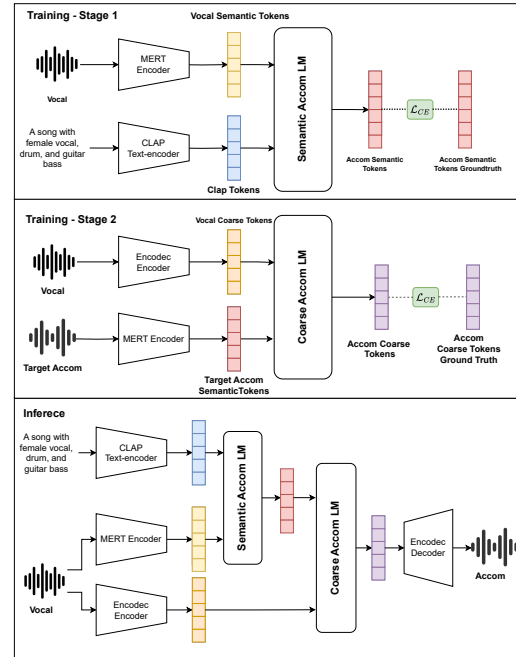 Training - Stage 1
Vocal Semantic Tokens
MERT
Encoder
Vocal
A song with
female vocal,
drum, and guitar
bass
CLAP
Text-encoder
Clap Tokens
Semantic Accom LM
Accom Semantic
Tokens
L_CE
Accom Semantic
Tokens Groundtruth
Training - Stage 2
Vocal Coarse Tokens
Encodec
Encoder
Vocal
MERT Encoder
Target Accom
Target Accom
SemanticTokens
Coarse Accom LM
Accom Coarse
Tokens
L_CE
Accom
Coarse Tokens
Ground Truth
Inferece
A song with
female vocal,
drum, and
guitar bass
CLAP
Text-encoder
Semantic Accom LM
MERT Encoder
Vocal
Encodec
Encoder
Coarse Accom LM
Encodec
Decoder
Accom